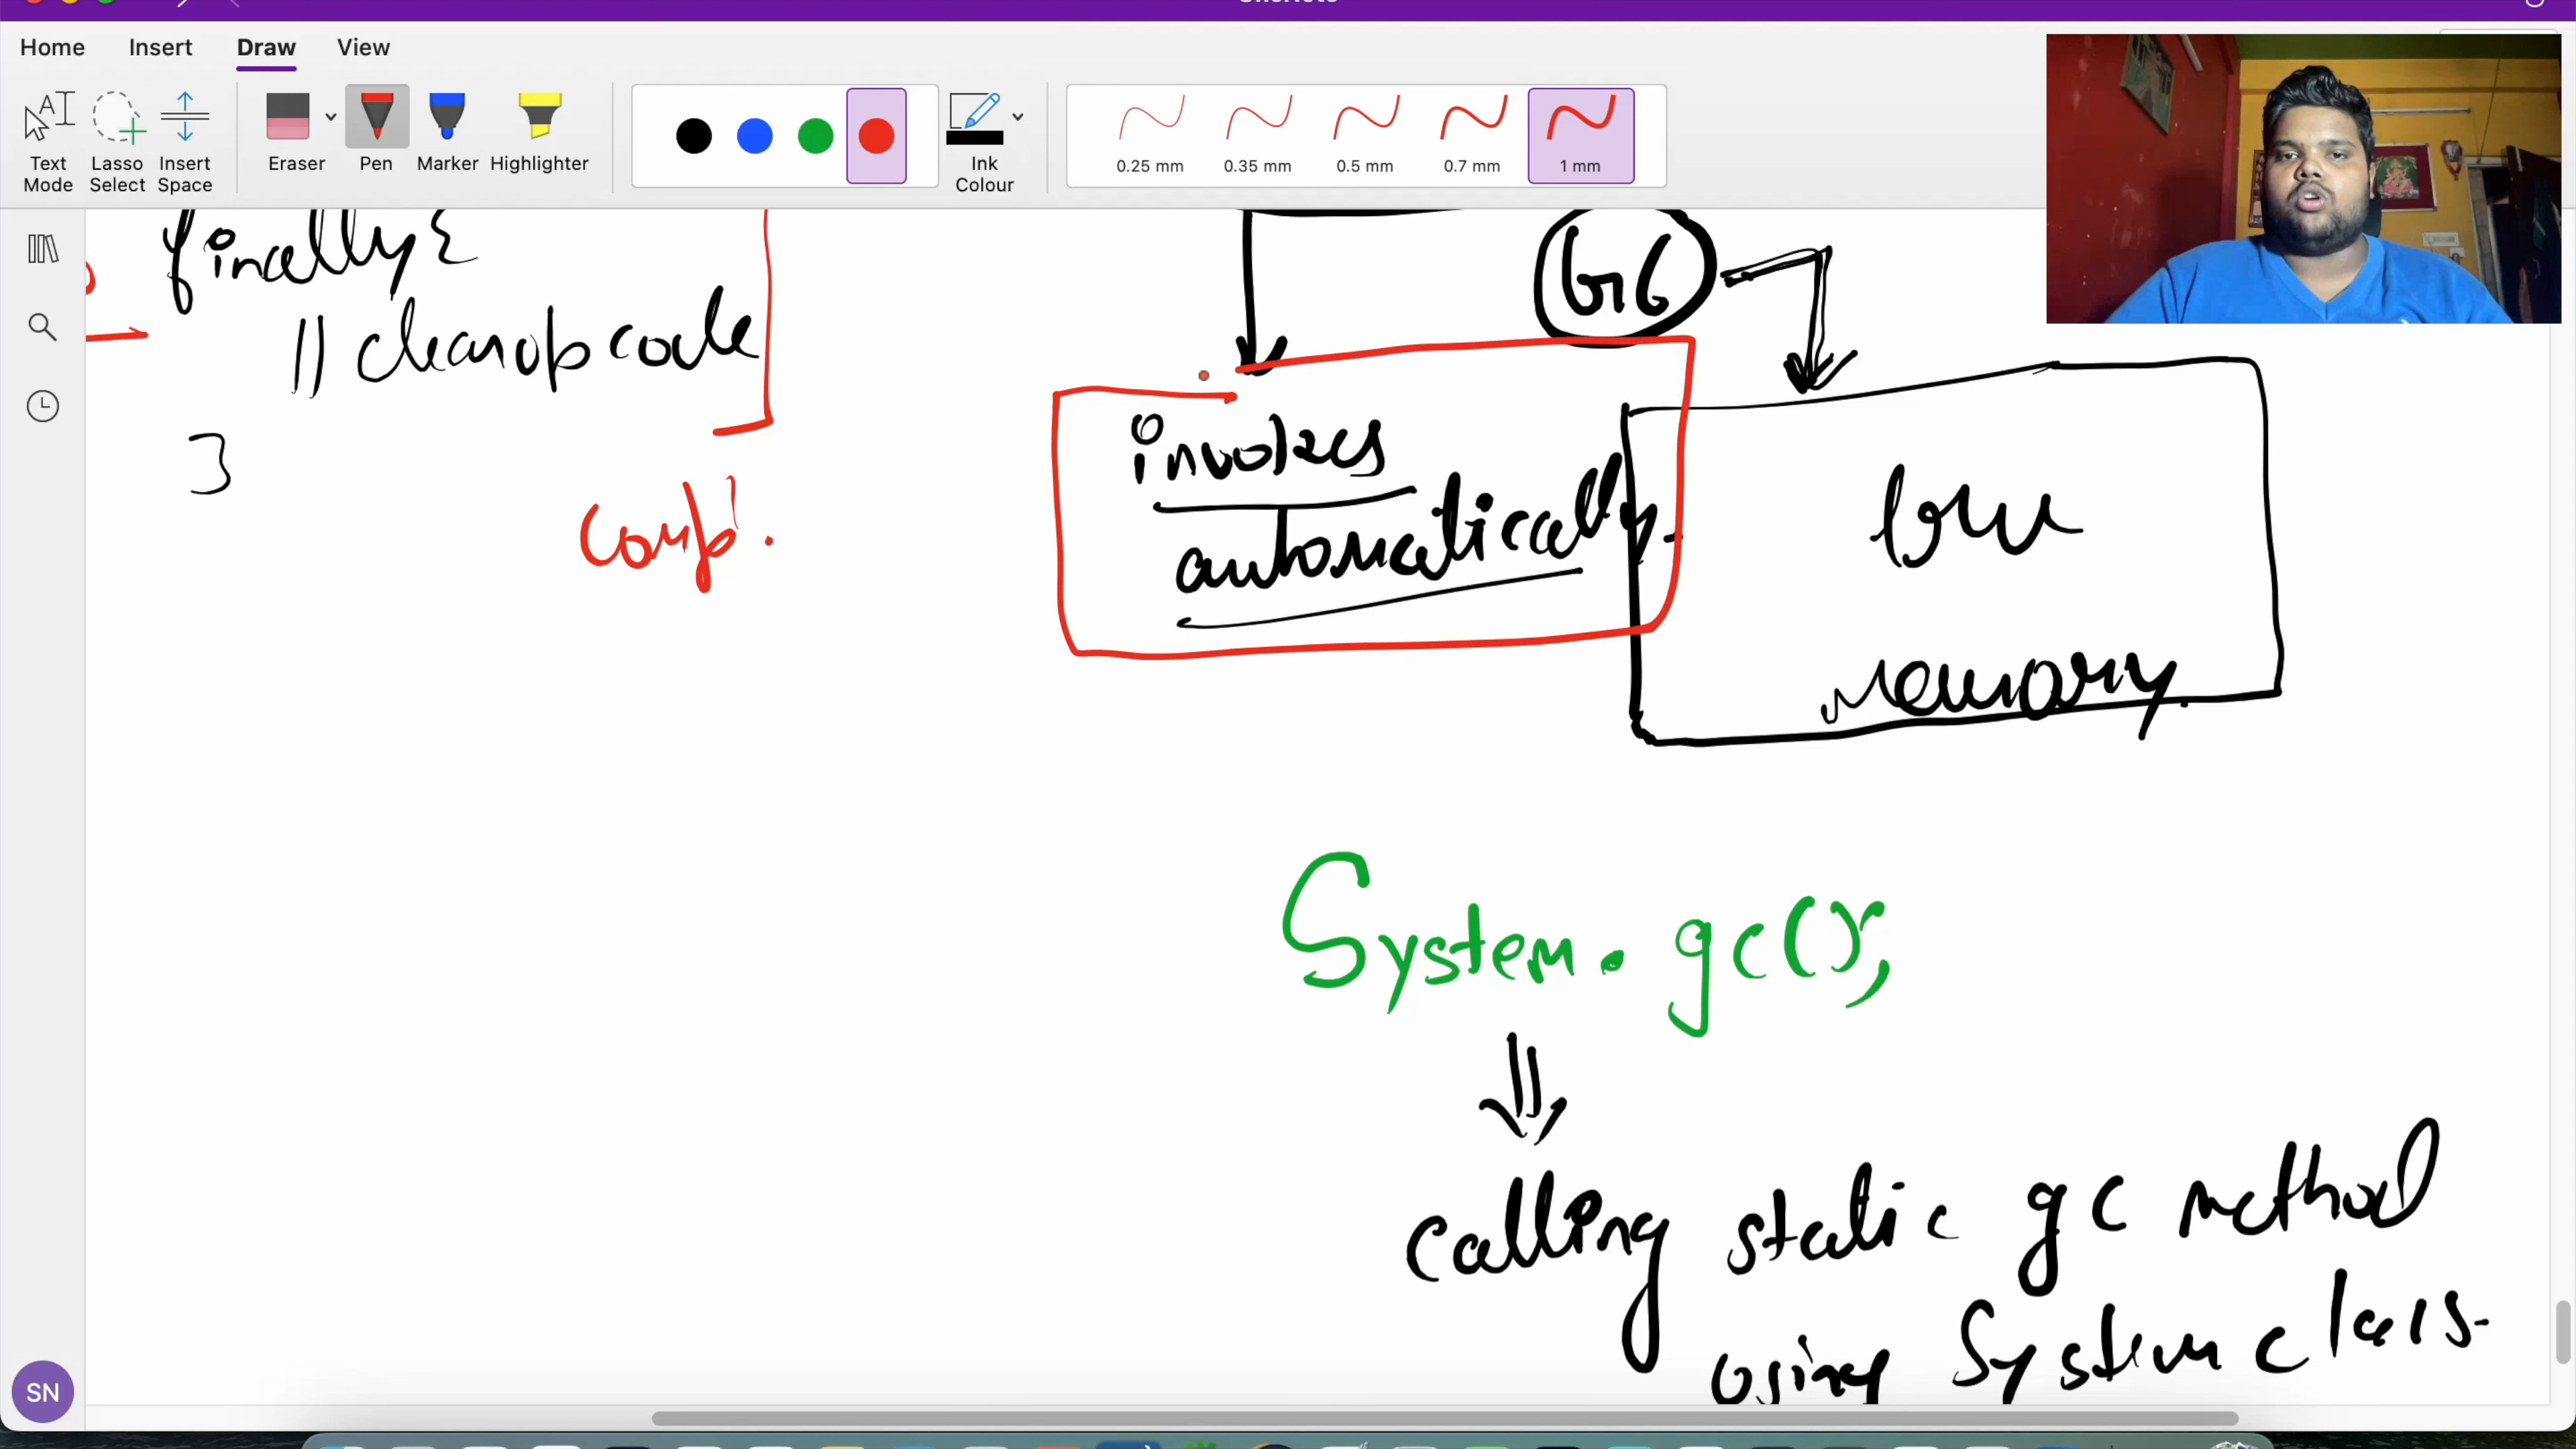 Home Insert Draw View
Text Mode
Lasso Select
Insert Space
Eraser
Pen
Marker
Highlighter
Ink Colour
0.25 mm
0.35 mm
0.5 mm
0.7 mm
1 mm
finally {
// cleanup code
}
GC
invokes
automatically.
low
memory.
System.gc();
calling static gc method
using System class.
SN